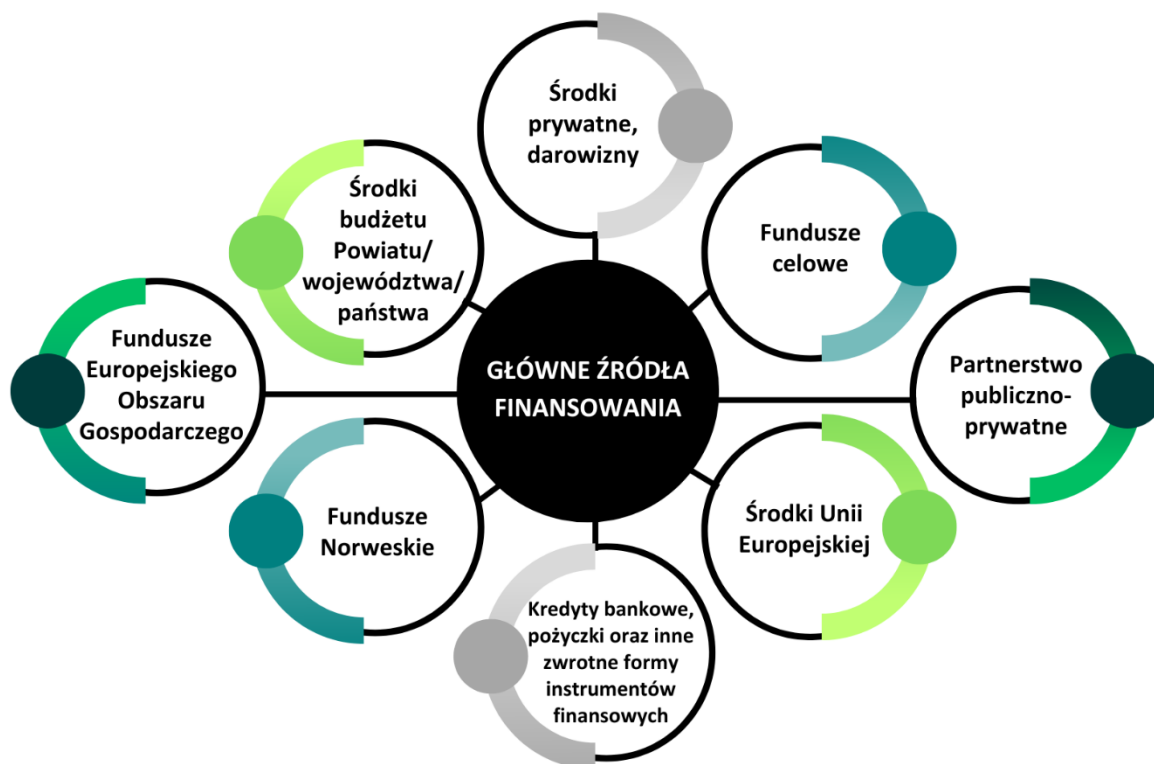 Środki
prywatne,
darowizny
Środki
budżetu
Powiatu/
województwa/
państwa
Fundusze
celowe
Fundusze
Europejskiego
Obszaru
Gospodarczego
GŁÓWNE ŹRÓDŁA
FINANSOWANIA
Partnerstwo
publiczno-
prywatne
Fundusze
Norweskie
Środki Unii
Europejskiej
Kredyty bankowe,
pożyczki oraz inne
zwrotne formy
instrumentów
finansowych